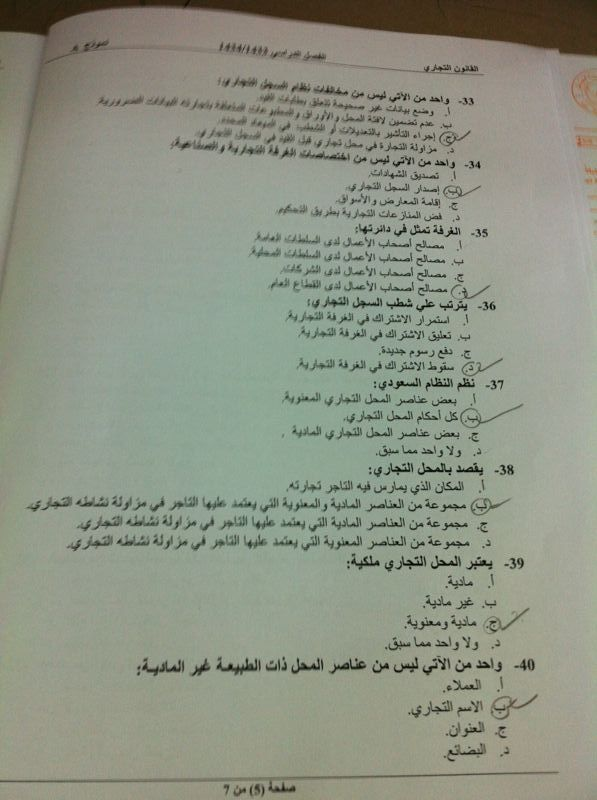 القانون التجاري
الفصل الدراسي 1434/1433
نموذج A
33- واحد من الآتي ليس من مخالفات نظام السجل التجاري:
أ. وضع بيانات غير صحيحة تتعلق بطلبات القيد.
ب. عدم تضمين لافتة المحل والأوراق والمطبوعات المتعلقة بتجارته البيانات الضرورية.
ج. إجراء التأشير بالتعديلات أو الشطب في الموعد المحدد.
د. مزاولة التجارة في محل تجاري قبل القيد في السجل التجاري.
34- واحد من الآتي ليس من اختصاصات الغرفة التجارية والصناعية:
أ. تصديق الشهادات.
ب. إصدار السجل التجاري.
ج. إقامة المعارض والأسواق.
د. فض المنازعات التجارية بطريق التحكيم.
35- الغرفة تمثل في دائرتها:
أ. مصالح أصحاب الأعمال لدى السلطات العامة.
ب. مصالح أصحاب الأعمال لدى السلطات المحلية.
ج. مصالح أصحاب الأعمال لدى الشركات.
د. مصالح أصحاب الأعمال لدى القطاع العام.
36- يترتب علي شطب السجل التجاري:
أ. استمرار الاشتراك في الغرفة التجارية.
ب. تعليق الاشتراك في الغرفة التجارية.
ج. دفع رسوم جديدة.
د. سقوط الاشتراك في الغرفة التجارية.
37- نظم النظام السعودي:
أ. بعض عناصر المحل التجاري المعنوية.
ب. كل أحكام المحل التجاري.
ج. بعض عناصر المحل التجاري المادية .
د. ولا واحد مما سبق.
38- يقصد بالمحل التجاري:
أ. المكان الذي يمارس فيه التاجر تجارته.
ب. مجموعة من العناصر المادية والمعنوية التي يعتمد عليها التاجر في مزاولة نشاطه التجاري.
ج. مجموعة من العناصر المادية التي يعتمد عليها التاجر في مزاولة نشاطه التجاري.
د. مجموعة من العناصر المعنوية التي يعتمد عليها التاجر في مزاولة نشاطه التجاري.
39- يعتبر المحل التجاري ملكية:
أ. مادية.
ب. غير مادية.
ج. مادية ومعنوية.
د. ولا واحد مما سبق.
40- واحد من الآتي ليس من عناصر المحل ذات الطبيعة غير المادية:
أ. العملاء.
ب. الاسم التجاري.
ج. العنوان.
د. البضائع.
صفحة (5) من 7